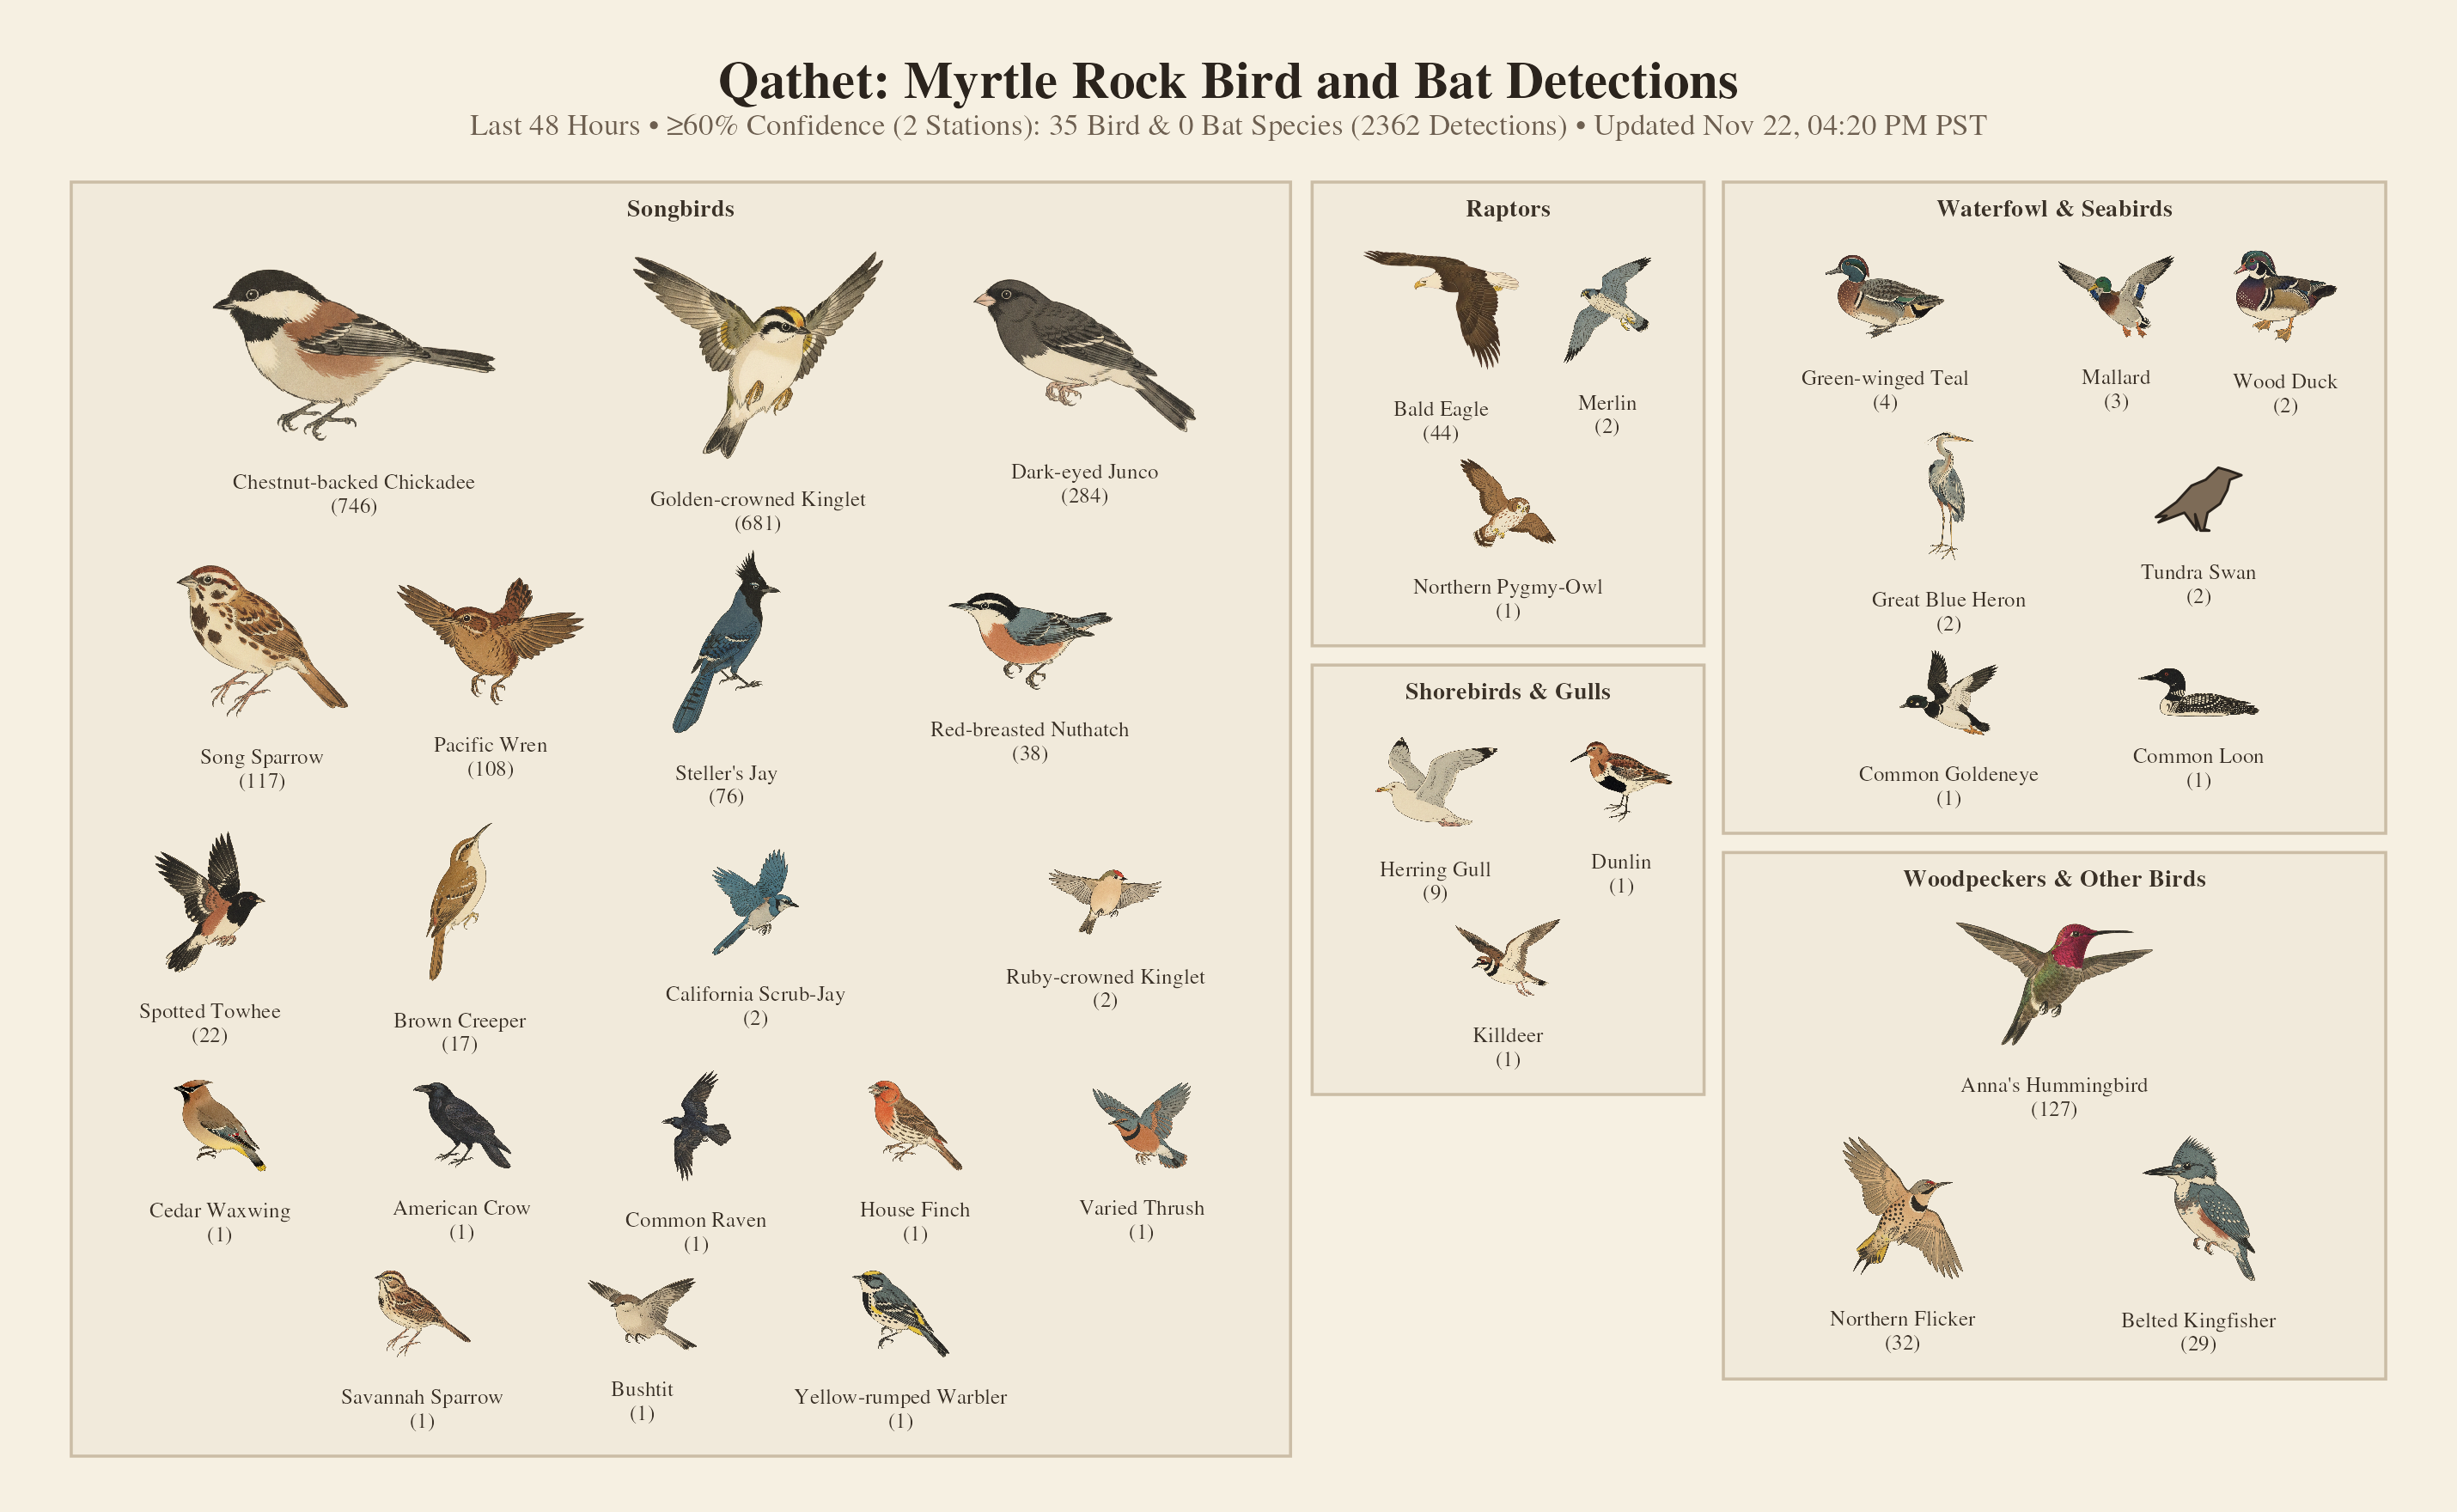 Qathet: Myrtle Rock Bird and Bat Detections
Last 48 Hours • ≥60% Confidence (2 Stations): 35 Bird & 0 Bat Species (2362 Detections) • Updated Nov 22, 04:20 PM PST
Songbirds
Chestnut-backed Chickadee
(746)
Golden-crowned Kinglet
(681)
Dark-eyed Junco
(284)
Song Sparrow
(117)
Pacific Wren
(108)
Steller's Jay
(76)
Red-breasted Nuthatch
(38)
Spotted Towhee
(22)
Brown Creeper
(17)
California Scrub-Jay
(2)
Ruby-crowned Kinglet
(2)
Cedar Waxwing
(1)
American Crow
(1)
Common Raven
(1)
House Finch
(1)
Varied Thrush
(1)
Savannah Sparrow
(1)
Bushtit
(1)
Yellow-rumped Warbler
(1)
Raptors
Bald Eagle
(44)
Merlin
(2)
Northern Pygmy-Owl
(1)
Shorebirds & Gulls
Herring Gull
(9)
Dunlin
(1)
Killdeer
(1)
Waterfowl & Seabirds
Green-winged Teal
(4)
Mallard
(3)
Wood Duck
(2)
Great Blue Heron
(2)
Tundra Swan
(2)
Common Goldeneye
(1)
Common Loon
(1)
Woodpeckers & Other Birds
Anna's Hummingbird
(127)
Northern Flicker
(32)
Belted Kingfisher
(29)